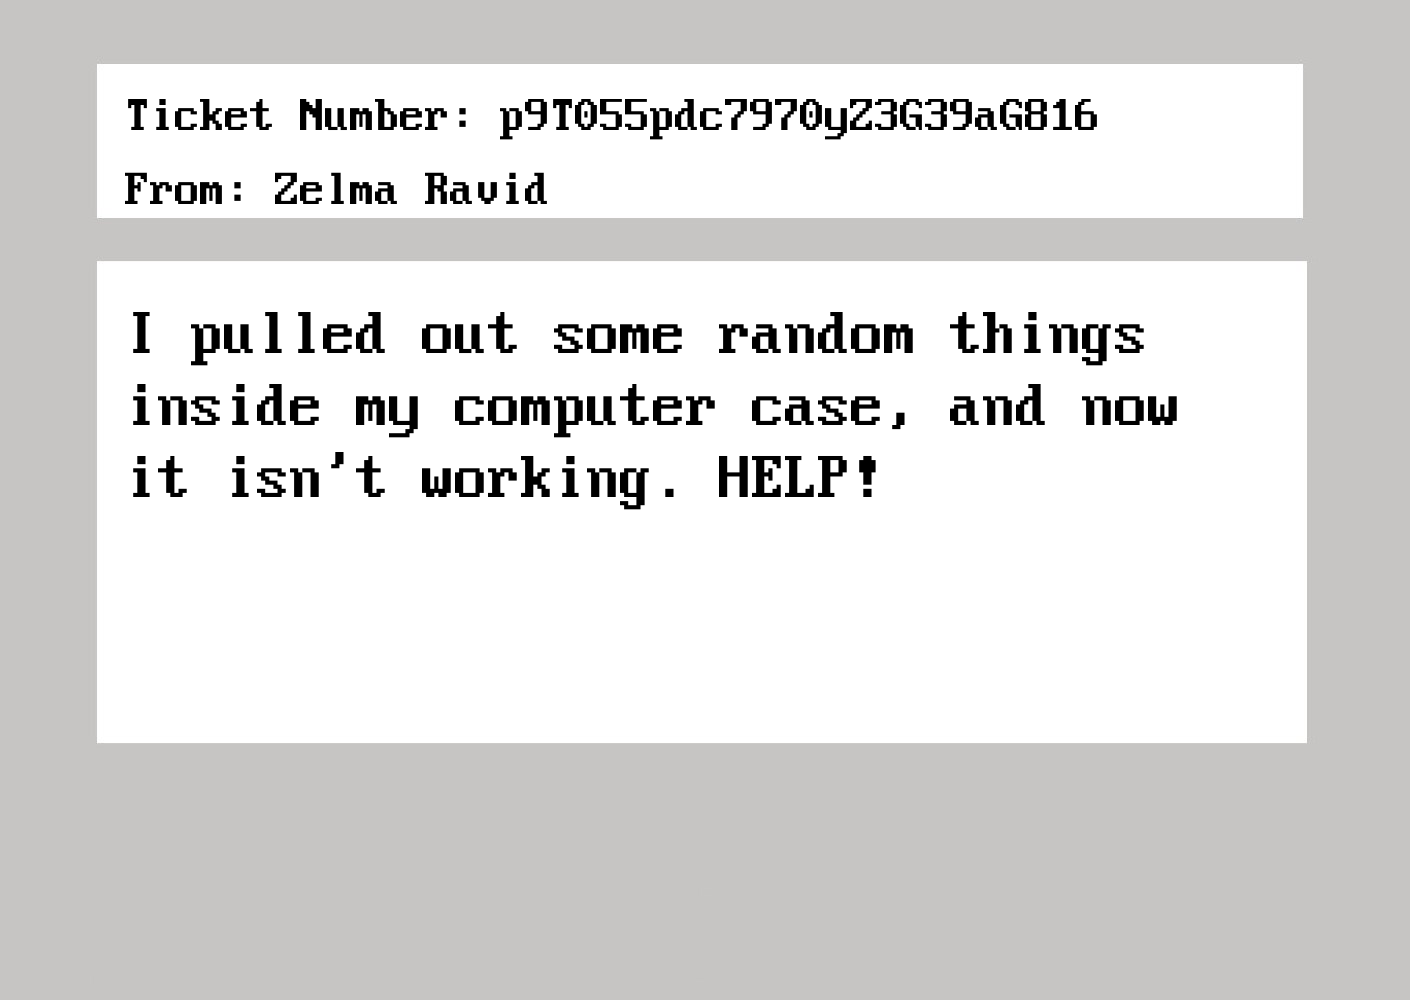 Ticket Number: p9T055pdc7970yZ3G39aG816
From: Zelma Ravid
I pulled out some random things
inside my computer case, and now
it isn't working. HELP!